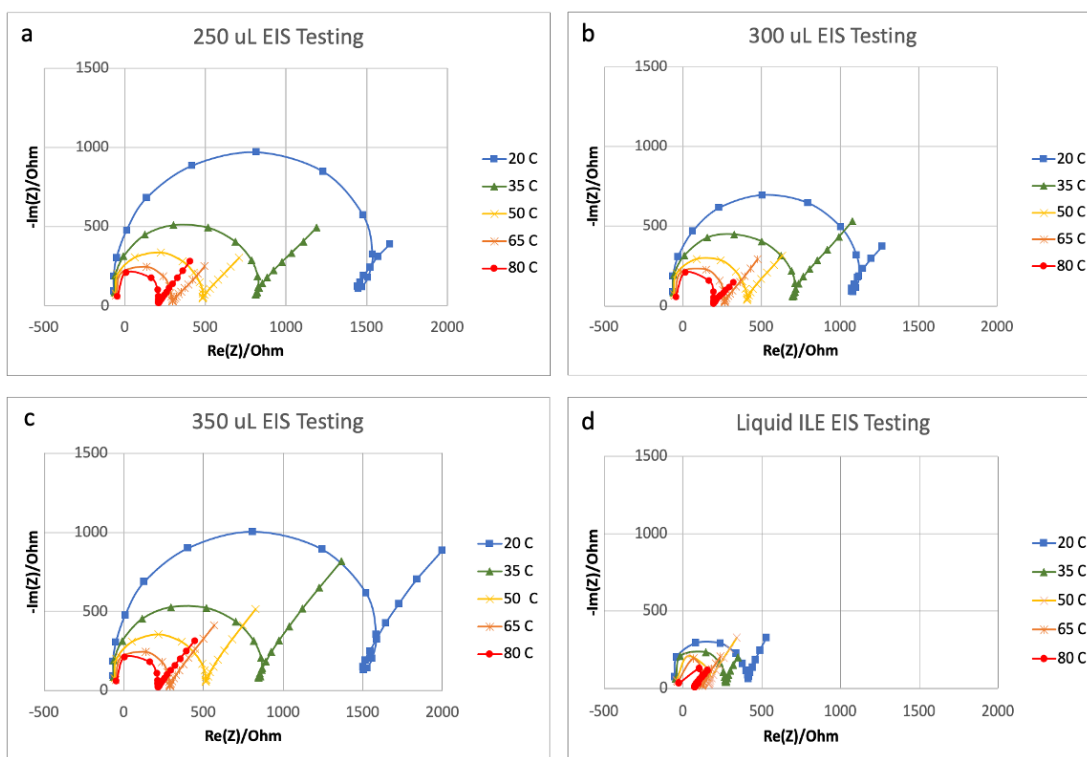 a
250 uL EIS Testing
1500
1000
500
0
-500
0
500
1000
1500
2000
-Im(Z)/Ohm
Re(Z)/Ohm
20 C
35 C
50 C
65 C
80 C
b
300 uL EIS Testing
1500
1000
500
0
-500
0
500
1000
1500
2000
-Im(Z)/Ohm
Re(Z)/Ohm
20 C
35 C
50 C
65 C
80 C
c
350 uL EIS Testing
1500
1000
500
0
-500
0
500
1000
1500
2000
-Im(Z)/Ohm
Re(Z)/Ohm
20 C
35 C
50 C
65 C
80 C
d
Liquid ILE EIS Testing
1500
1000
500
0
-500
0
500
1000
1500
2000
-Im(Z)/Ohm
Re(Z)/Ohm
20 C
35 C
50 C
65 C
80 C